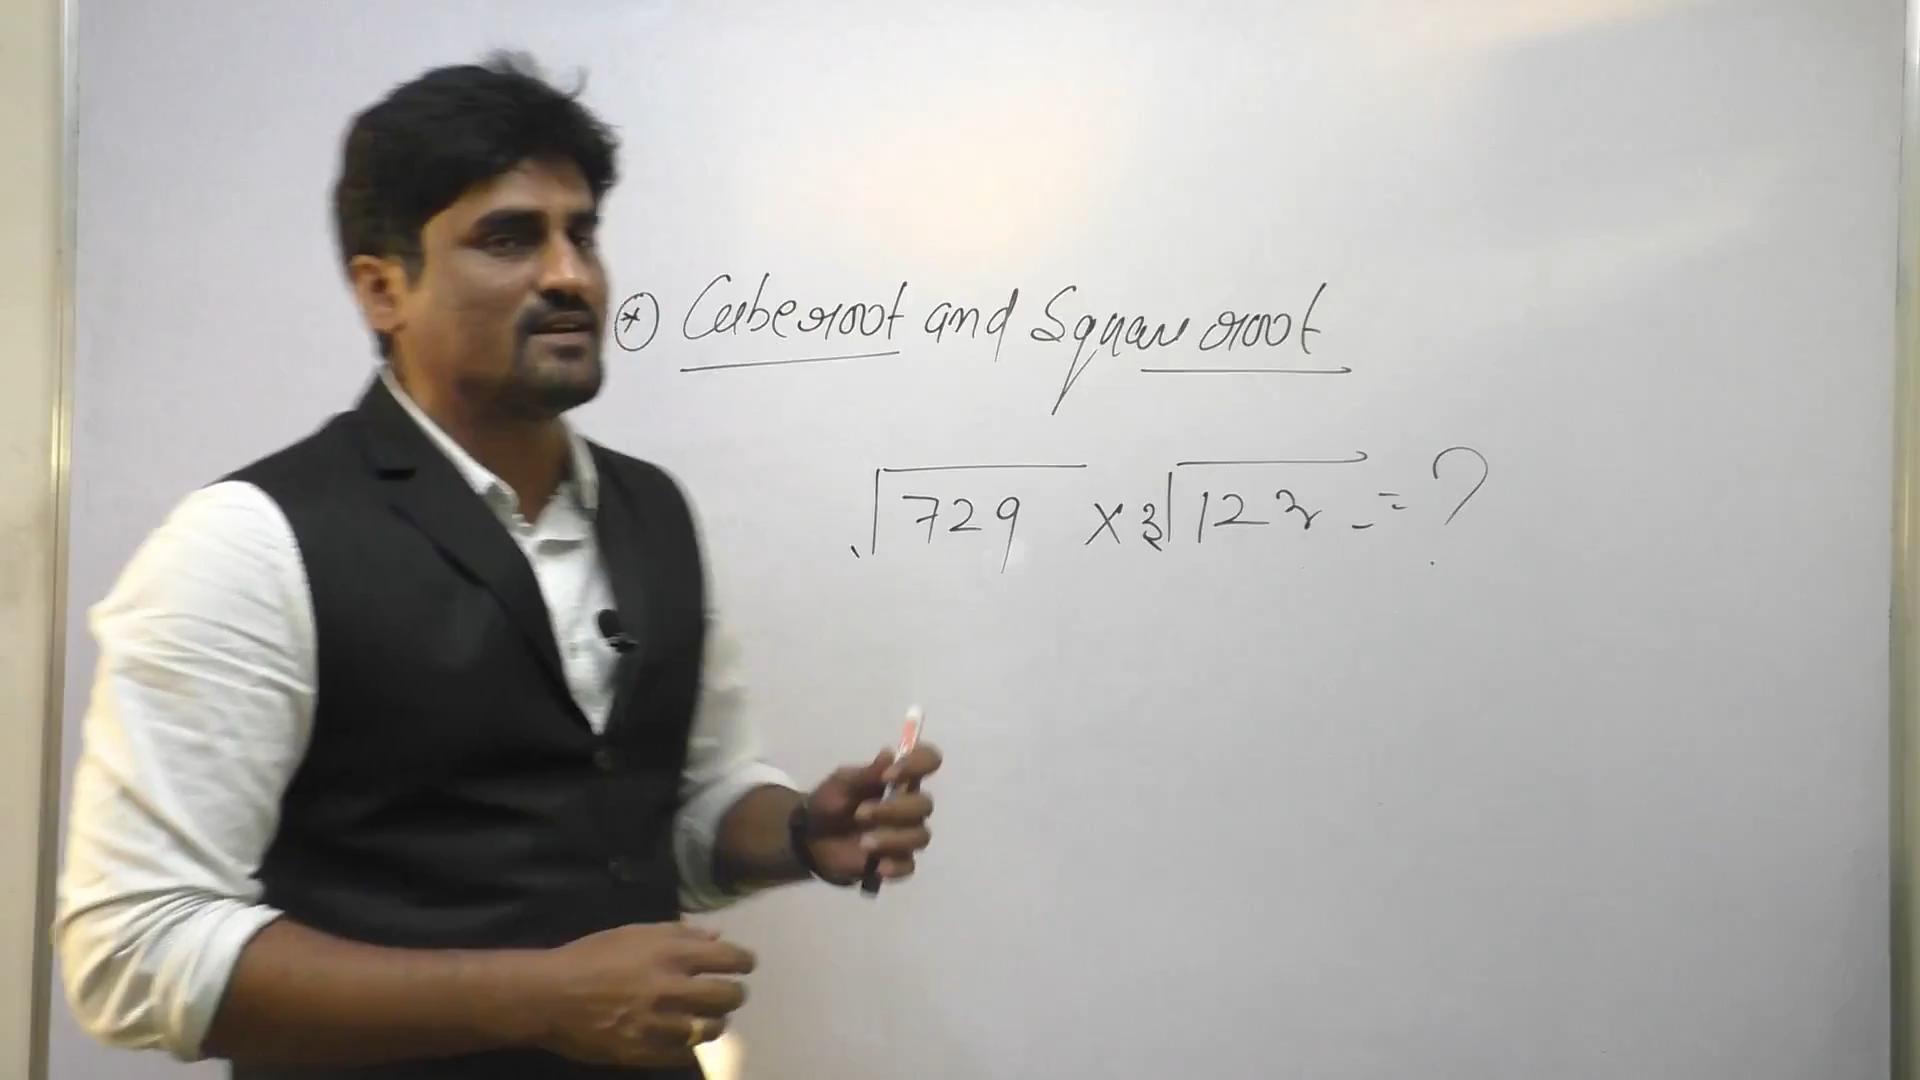 * Cube root and Square root
√729 × ∛123 = ?